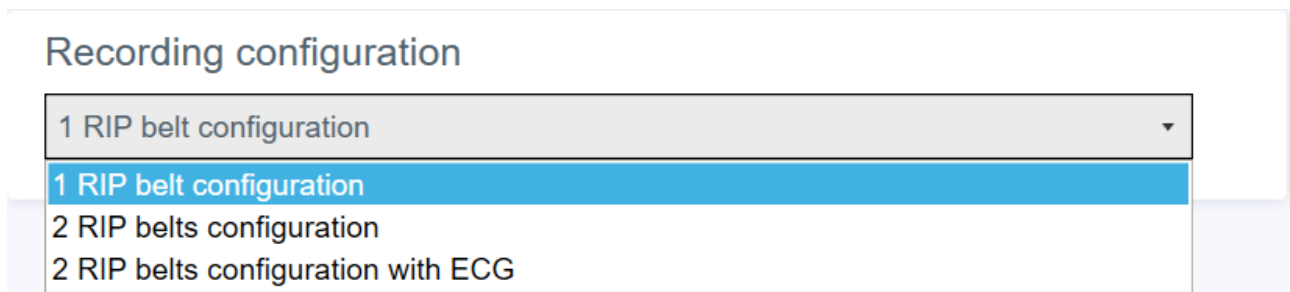 Recording configuration
1 RIP belt configuration
1 RIP belt configuration
2 RIP belts configuration
2 RIP belts configuration with ECG